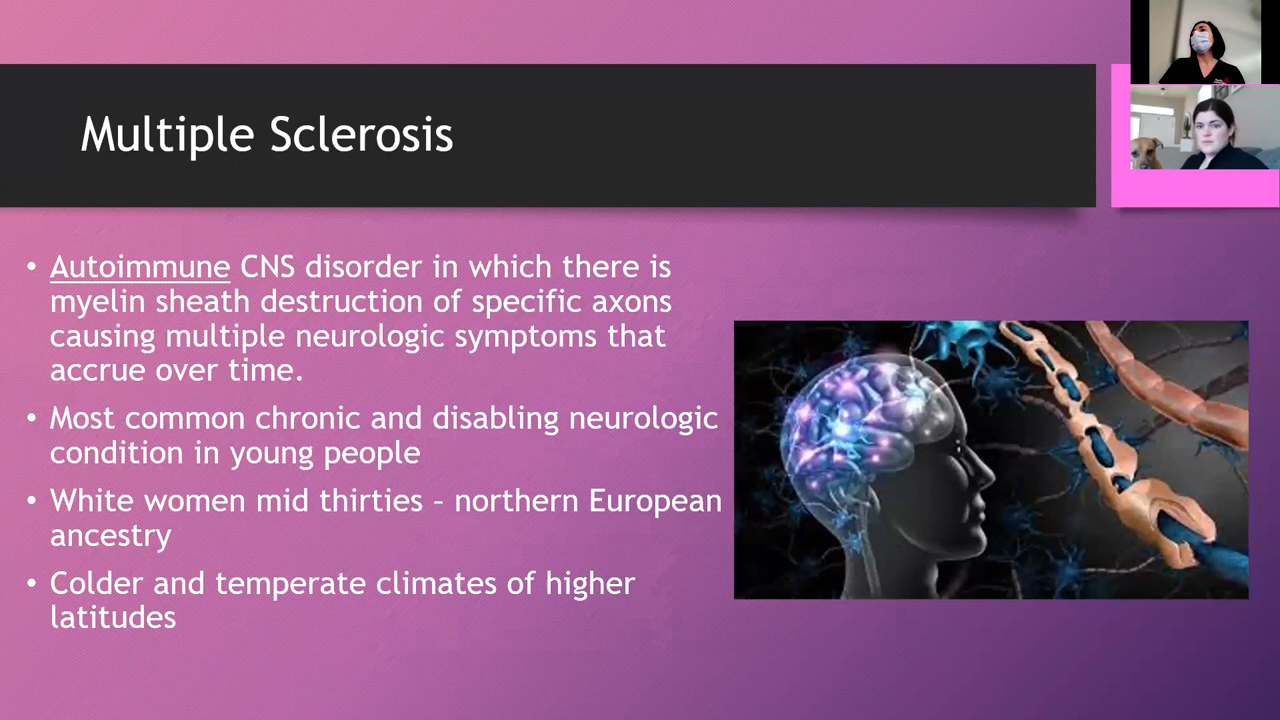 Multiple Sclerosis
• Autoimmune CNS disorder in which there is
myelin sheath destruction of specific axons
causing multiple neurologic symptoms that
accrue over time.
• Most common chronic and disabling neurologic
condition in young people
• White women mid thirties – northern European
ancestry
• Colder and temperate climates of higher
latitudes